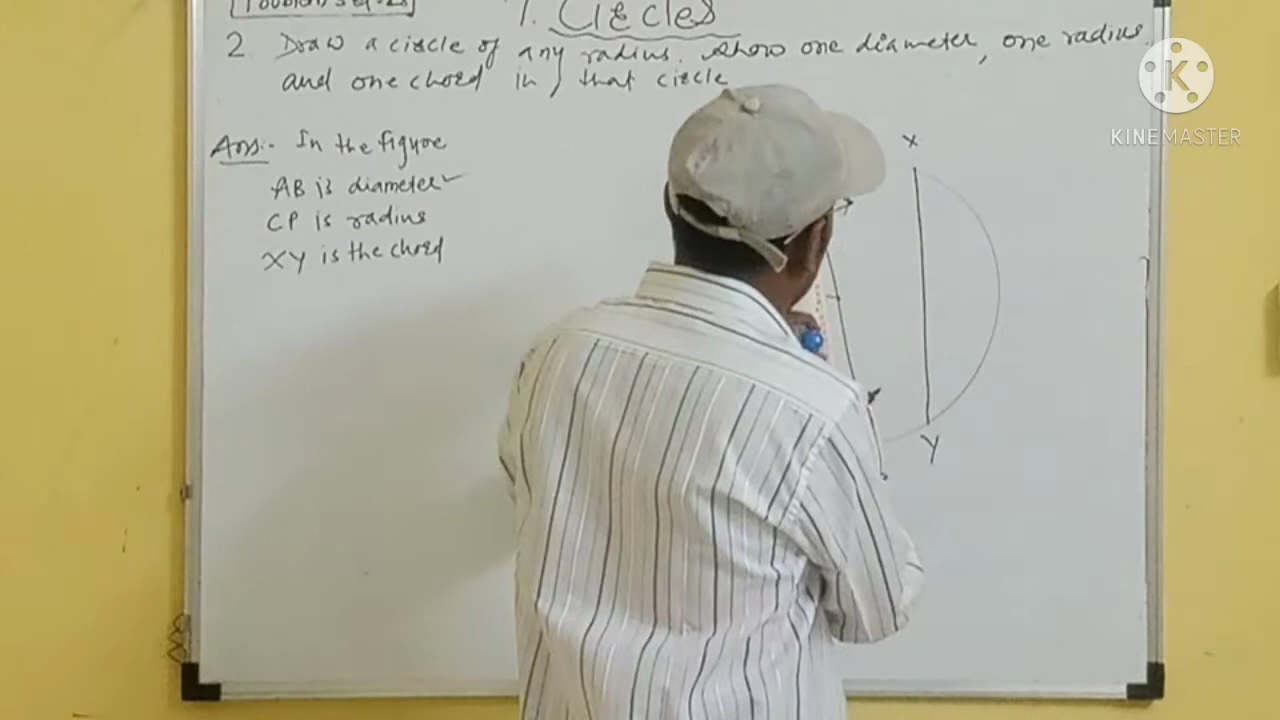 7. Circles
2 Draw a circle of any radius. Show one diameter, one radius
and one chord in that circle
Ans:- In the figure
AB is diameter
CP is radius
XY is the chord
X
Y
K
KINEMASTER